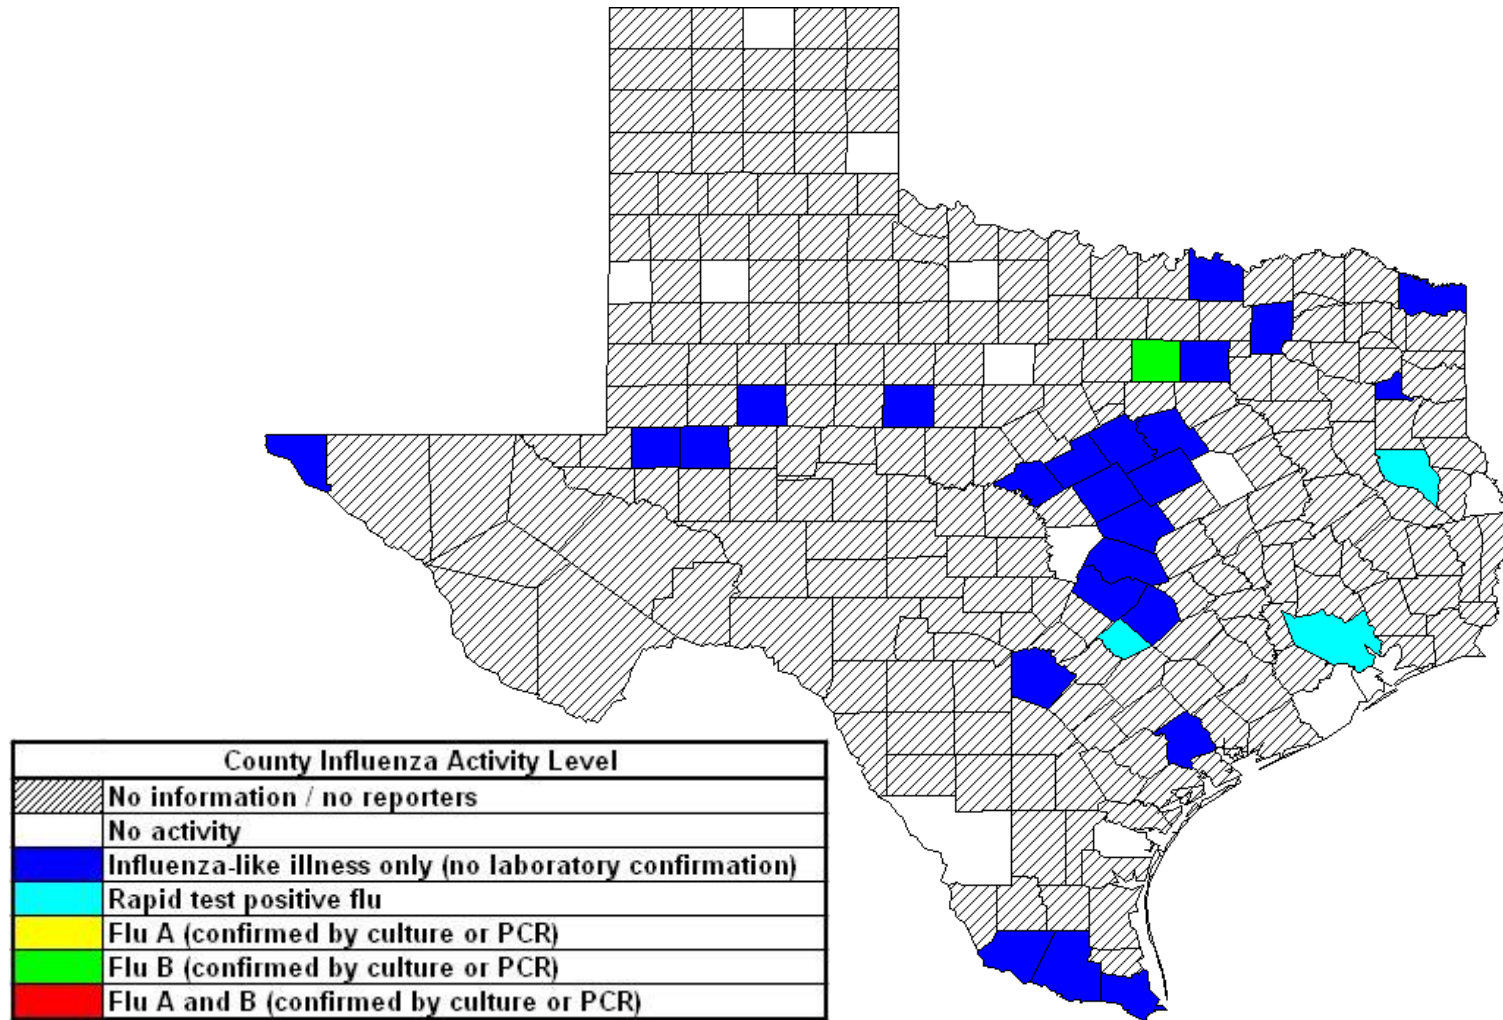 County Influenza Activity Level
No information / no reporters
No activity
Influenza-like illness only (no laboratory confirmation)
Rapid test positive flu
Flu A (confirmed by culture or PCR)
Flu B (confirmed by culture or PCR)
Flu A and B (confirmed by culture or PCR)